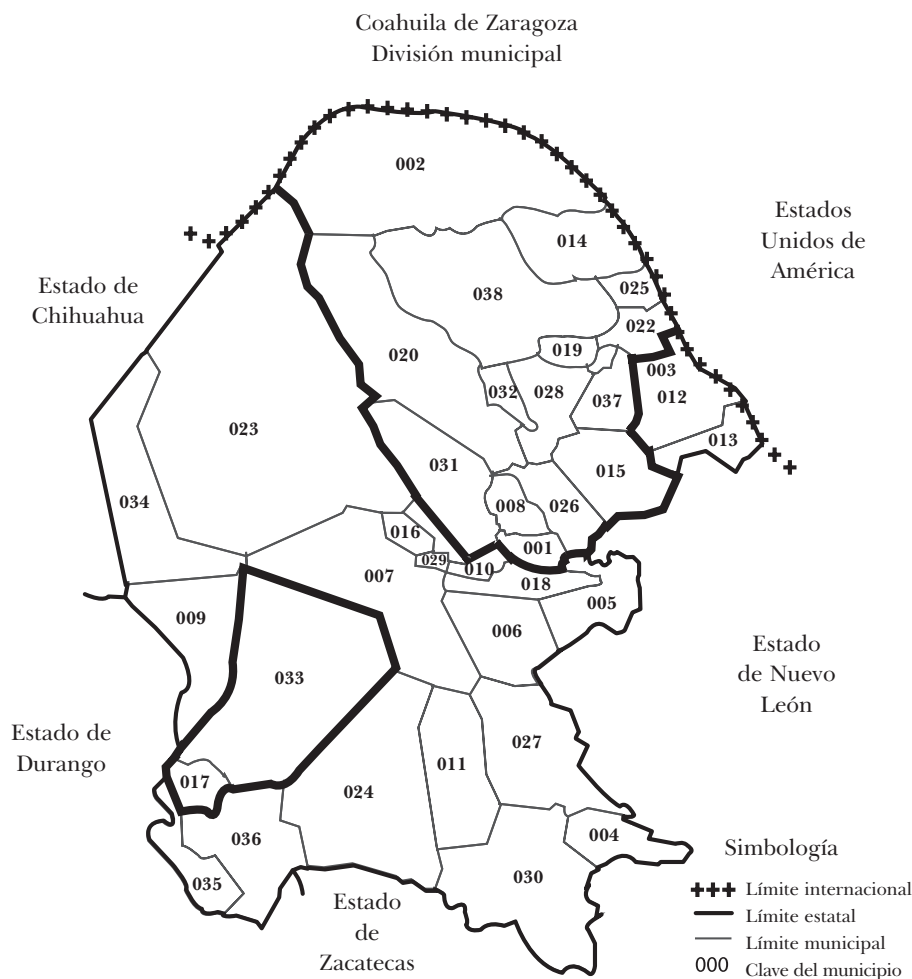 Coahuila de Zaragoza
División municipal
002
Estados
Unidos de
América
014
Estado de
Chihuahua
025
038
022
019
020
003
032
028
037
012
023
013
031
015
034
008
026
016
001
029
010
007
018
009
005
006
Estado
de Nuevo
León
033
Estado de
Durango
027
011
017
024
036
004
Simbología
035
030
Límite internacional
Estado
de
Zacatecas
Límite estatal
Límite municipal
000 Clave del municipio